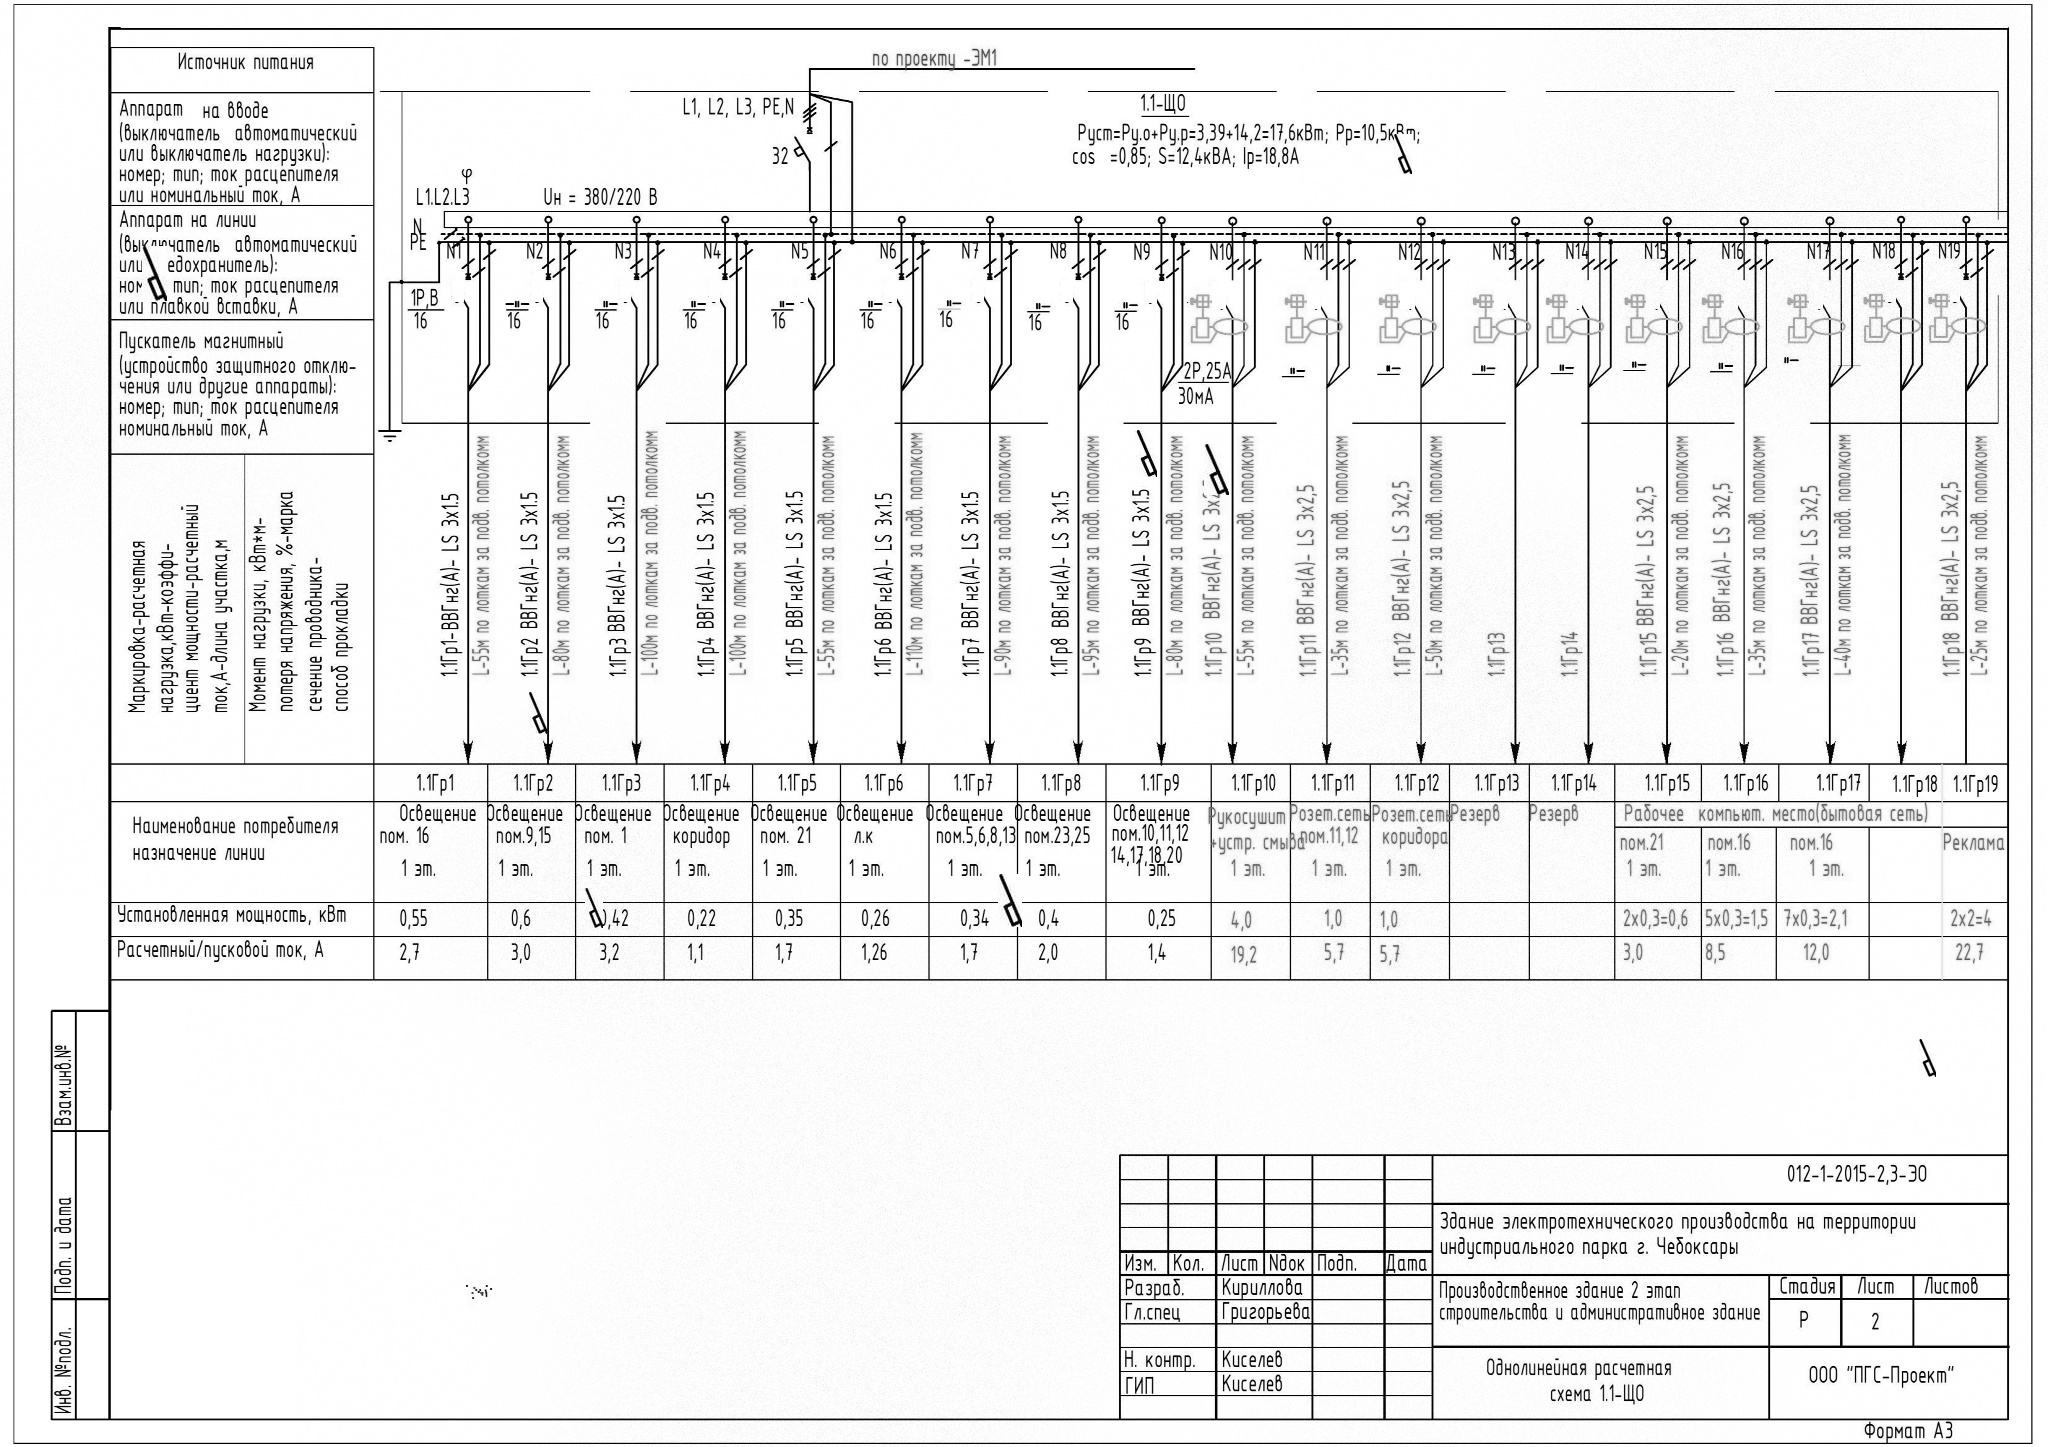 Источник питания
Аппарат на вводе
(выключатель автоматический
или выключатель нагрузки):
номер; тип; ток расцепителя
или номинальный ток, А
Аппарат на линии
автоматический
или
тип; ток расцепителя
или плавкой вставки, А
Пускатель магнитный
(устройство защитного отклю-
чения или другие аппараты):
номер; тип; ток расцепителя
номинальный ток, А
Маркировка-расчетная
нагрузка,кВт-коэффи-
циент мощности-расчетный
ток,А-длина участка,м
Момент нагрузки, кВт*м-
потеря напряжения, %-марка
сечение проводника-
способ прокладки
по проекту -ЭМ1
L1, L2, L3, PE,N
32
1.1-ЩО
Руст=Ру.о+Ру.р=3,39+14,2=17,6кВт; Рр=10,5кВт;
cos =0,85; S=12,4кВА; Iр=18,8А
φ
L1.L2.L3
Uн = 380/220 В
N
PE
N1 N2 N3 N4 N5 N6 N7 N8 N9 N10 N11 N12 N13 N14 N15 N16 N17 N18 N19
1Р,В
16
"–
16
"–
16
"–
16
"–
16
"–
16
"–
16
"–
16
"–
16
2Р,25А
30мА
"– "– "– "– "– "– "–
1.1Гр1-ВВГнг(А)- LS 3х1.5
L-55м по лоткам за подв. потолкомм
1.1Гр2 ВВГнг(А)- LS 3х1.5
L-80м по лоткам за подв. потолкомм
1.1Гр3 ВВГнг(А)- LS 3х1.5
L-100м по лоткам за подв. потолкомм
1.1Гр4 ВВГнг(А)- LS 3х1.5
L-100м по лоткам за подв. потолкомм
1.1Гр5 ВВГнг(А)- LS 3х1.5
L-55м по лоткам за подв. потолкомм
1.1Гр6 ВВГнг(А)- LS 3х1.5
L-110м по лоткам за подв. потолкомм
1.1Гр7 ВВГнг(А)- LS 3х1.5
L-90м по лоткам за подв. потолкомм
1.1Гр8 ВВГнг(А)- LS 3х1.5
L-95м по лоткам за подв. потолкомм
1.1Гр9 ВВГнг(А)- LS 3х1.5
L-80м по лоткам за подв. потолкомм
1.1Гр10 ВВГнг(А)- LS
L-55м по лоткам за подв. потолкомм
1.1Гр11 ВВГнг(А)- LS 3х2,5
L-35м по лоткам за подв. потолкомм
1.1Гр12 ВВГнг(А)- LS 3х2,5
L-50м по лоткам за подв. потолкомм
1.1Гр13
1.1Гр14
1.1Гр15 ВВГнг(А)- LS 3х2,5
L-20м по лоткам за подв. потолкомм
1.1Гр16 ВВГнг(А)- LS 3х2,5
L-35м по лоткам за подв. потолкомм
1.1Гр17 ВВГнг(А)- LS 3х2,5
L-40м по лоткам за подв. потолкомм
1.1Гр18 ВВГнг(А)- LS 3х2,5
L-25м по лоткам за подв. потолкомм
1.1Гр1 1.1Гр2 1.1Гр3 1.1Гр4 1.1Гр5 1.1Гр6 1.1Гр7 1.1Гр8 1.1Гр9 1.1Гр10 1.1Гр11 1.1Гр12 1.1Гр13 1.1Гр14 1.1Гр15 1.1Гр16 1.1Гр17 1.1Гр18 1.1Гр19
Наименование потребителя
назначение линии
Освещение
пом. 16
1 эт.
Освещение
пом.9,15
1 эт.
Освещение
пом. 1
1 эт.
Освещение
коридор
1 эт.
Освещение
пом. 21
1 эт.
Освещение
л.к
1 эт.
Освещение
пом.5,6,8,13
1 эт.
Освещение
пом.23,25
1 эт.
Освещение
пом.10,11,12
14,17,18,20
1 эт.
Рукосушит
+устр. смыва
1 эт.
Розет.сеть
пом.11,12
1 эт.
Розет.сеть
коридора
1 эт.
Резерв
Резерв
Рабочее компьют. место(бытовая сеть)
пом.21
1 эт.
пом.16
1 эт.
пом.16
1 эт.
Реклама
Установленная мощность, кВт
0,55 0,6 0,42 0,22 0,35 0,26 0,34 0,4 0,25 4,0 1,0 1,0 2х0,3=0,6 5х0,3=1,5 7х0,3=2,1 2х2=4
Расчетный/пусковой ток, А
2,7 3,0 3,2 1,1 1,7 1,26 1,7 2,0 1,4 19,2 5,7 5,7 3,0 8,5 12,0 22,7
Взам.инв.№
Подп. и дата
Инв. №подл.
012-1-2015-2,3-ЭО
Здание электротехнического производства на территории
индустриального парка г. Чебоксары
Изм. Кол. Лист Nдок Подп. Дата
Разраб. Кириллова
Гл.спец Григорьева
Н. контр. Киселев
ГИП Киселев
Производственное здание 2 этап
строительства и административное здание
Стадия Лист Листов
Р 2
Однолинейная расчетная
схема 1.1-ЩО
ООО "ПГС-Проект"
Формат А3